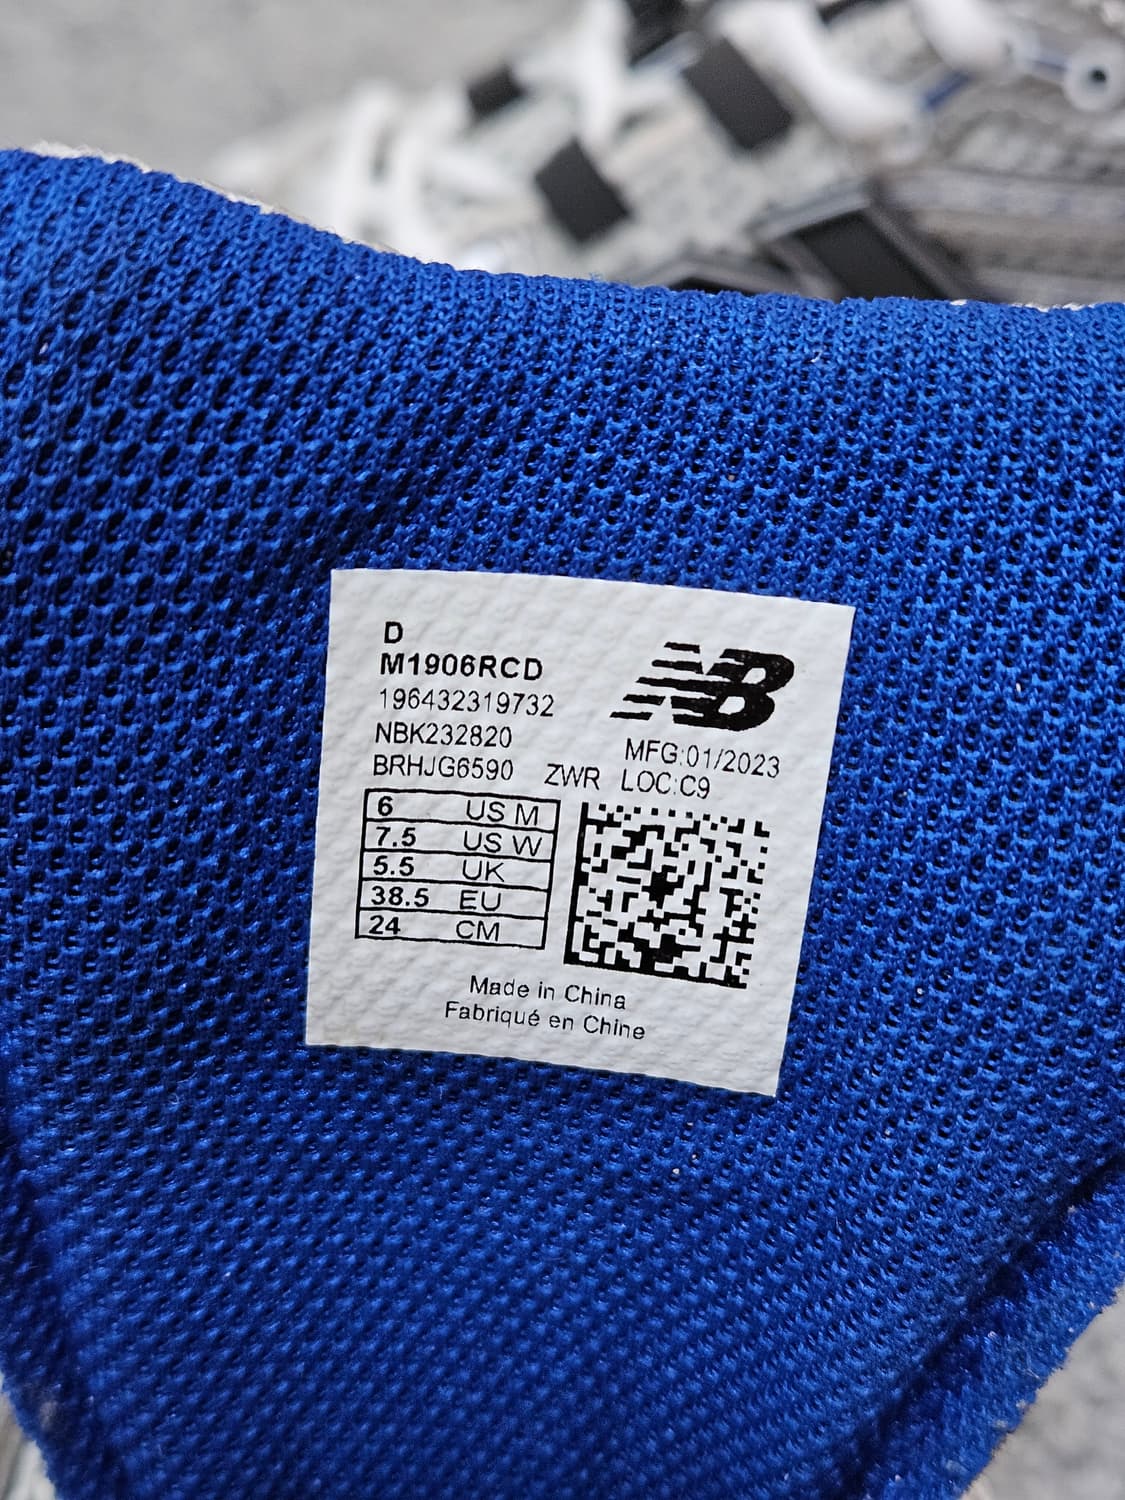 D
M1906RCD
196432319732
NBK232820
BRHJG6590 ZWR
NB
MFG:01/2023
LOC:C9
6 US M
7.5 US W
5.5 UK
38.5 EU
24 CM
Made in China
Fabriqué en Chine